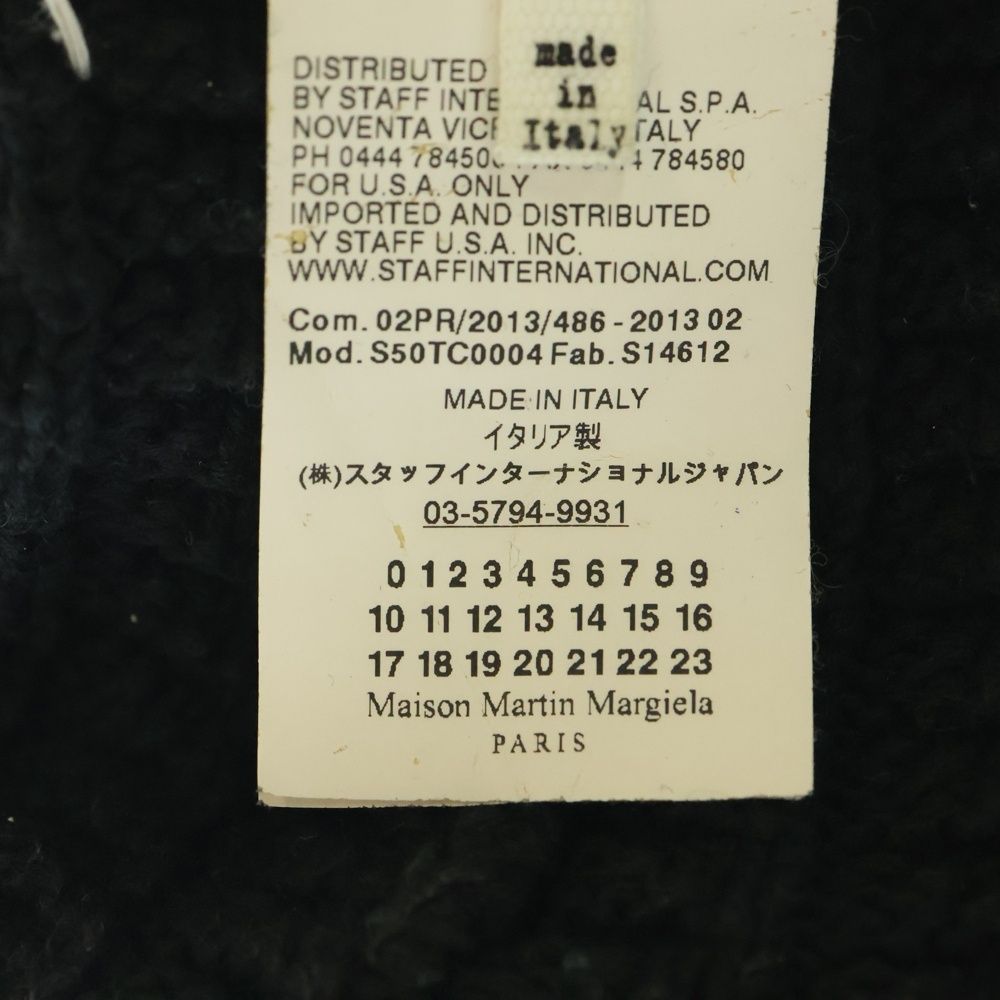 made
in
Italy
DISTRIBUTED
BY STAFF AL S.P.A.
NOVENTA
PH 0444 784580
FOR U.S.A. ONLY
IMPORTED AND DISTRIBUTED
BY STAFF U.S.A. INC.
WWW.STAFFINTERNATIONAL.COM
Com. 02PR/2013/486 - 2013 02
Mod. S50TC0004 Fab. S14612
MADE IN ITALY
イタリア製
(株)スタッフインターナショナルジャパン
03-5794-9931
0 1 2 3 4 5 6 7 8 9
10 11 12 13 14 15 16
17 18 19 20 21 22 23
Maison Martin Margiela
PARIS